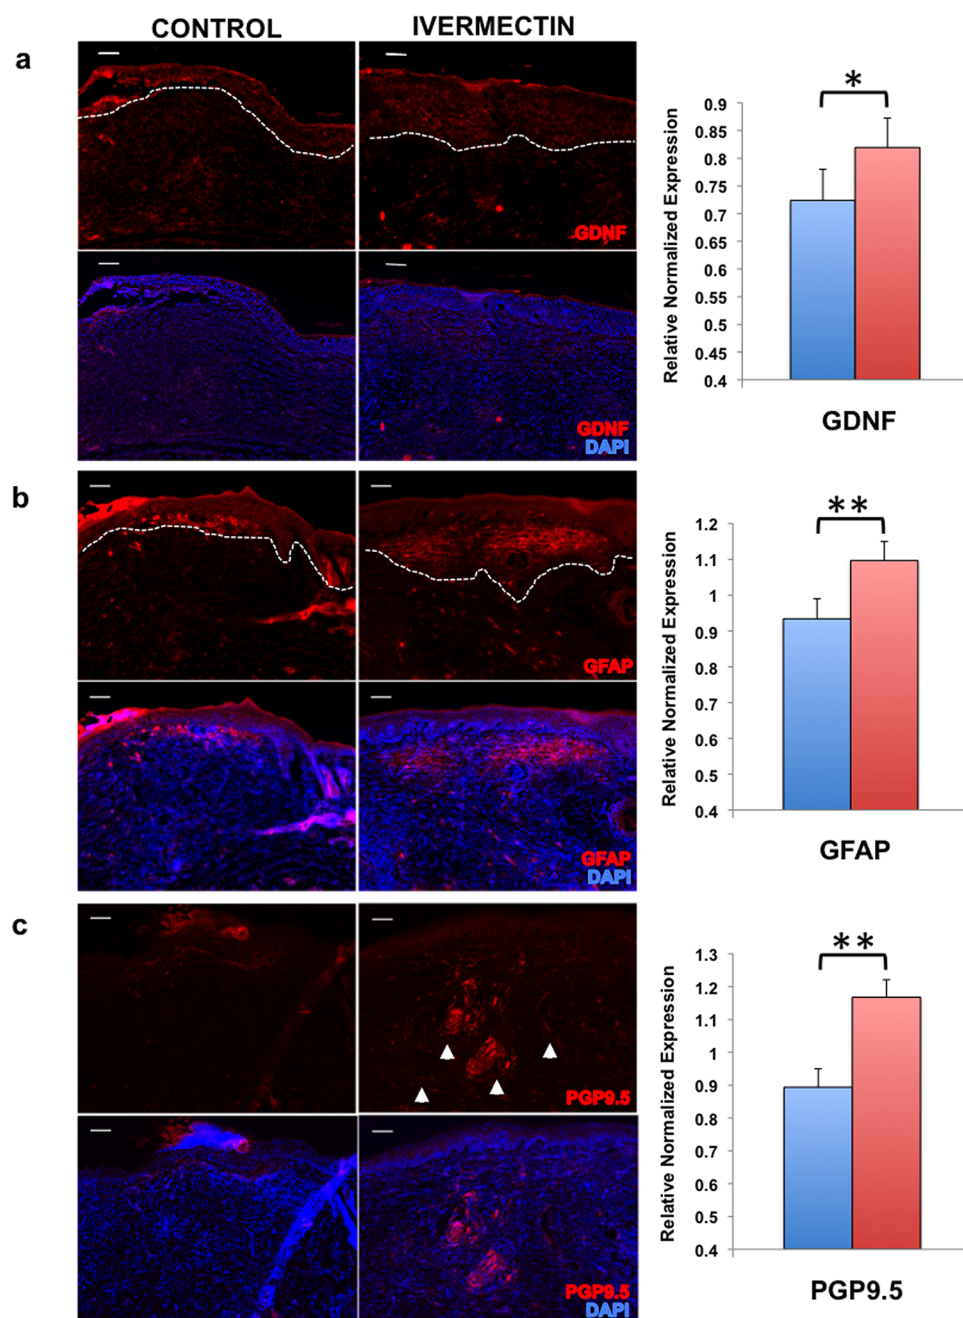 CONTROL
IVERMECTIN
a
GDNF
GDNF
DAPI
*
Relative Normalized Expression
0.9
0.85
0.8
0.75
0.7
0.65
0.6
0.55
0.5
0.45
0.4
GDNF
b
GFAP
GFAP
DAPI
**
Relative Normalized Expression
1.2
1.1
1
0.9
0.8
0.7
0.6
0.5
0.4
GFAP
c
PGP9.5
PGP9.5
DAPI
**
Relative Normalized Expression
1.3
1.2
1.1
1
0.9
0.8
0.7
0.6
0.5
0.4
PGP9.5